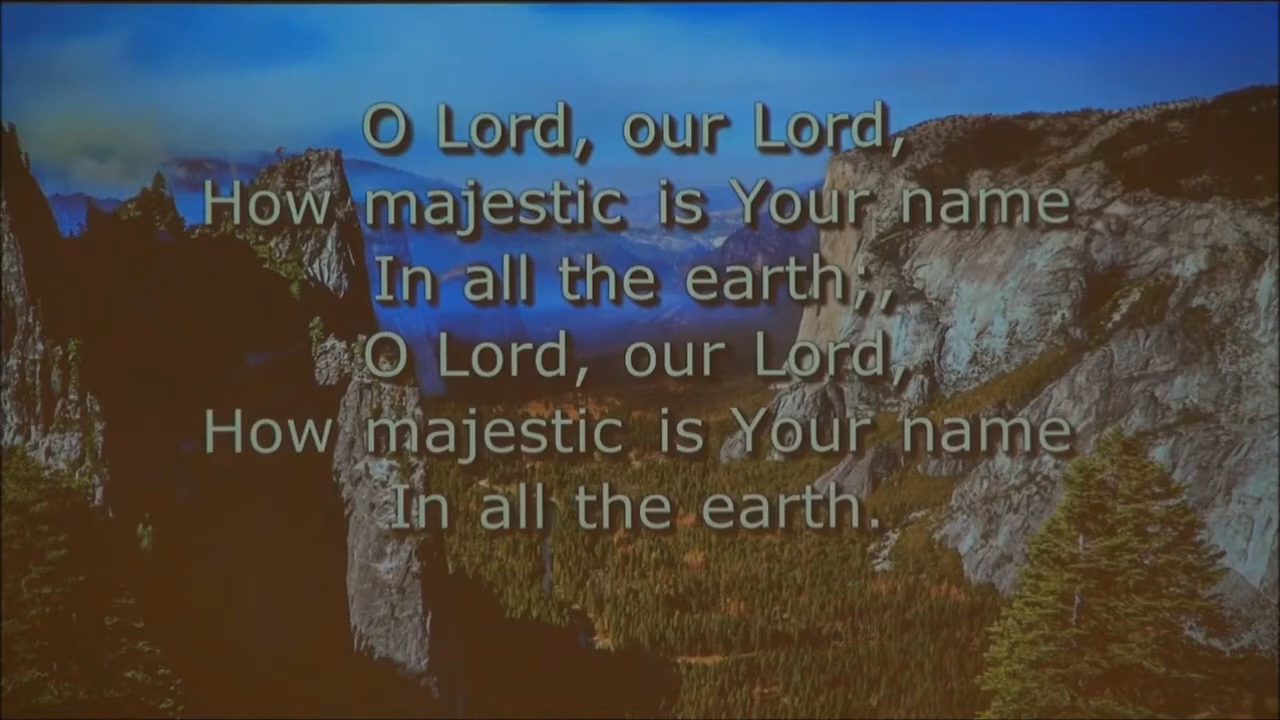 O Lord, our Lord,
How majestic is Your name
In all the earth;,
O Lord, our Lord,
How majestic is Your name
In all the earth.